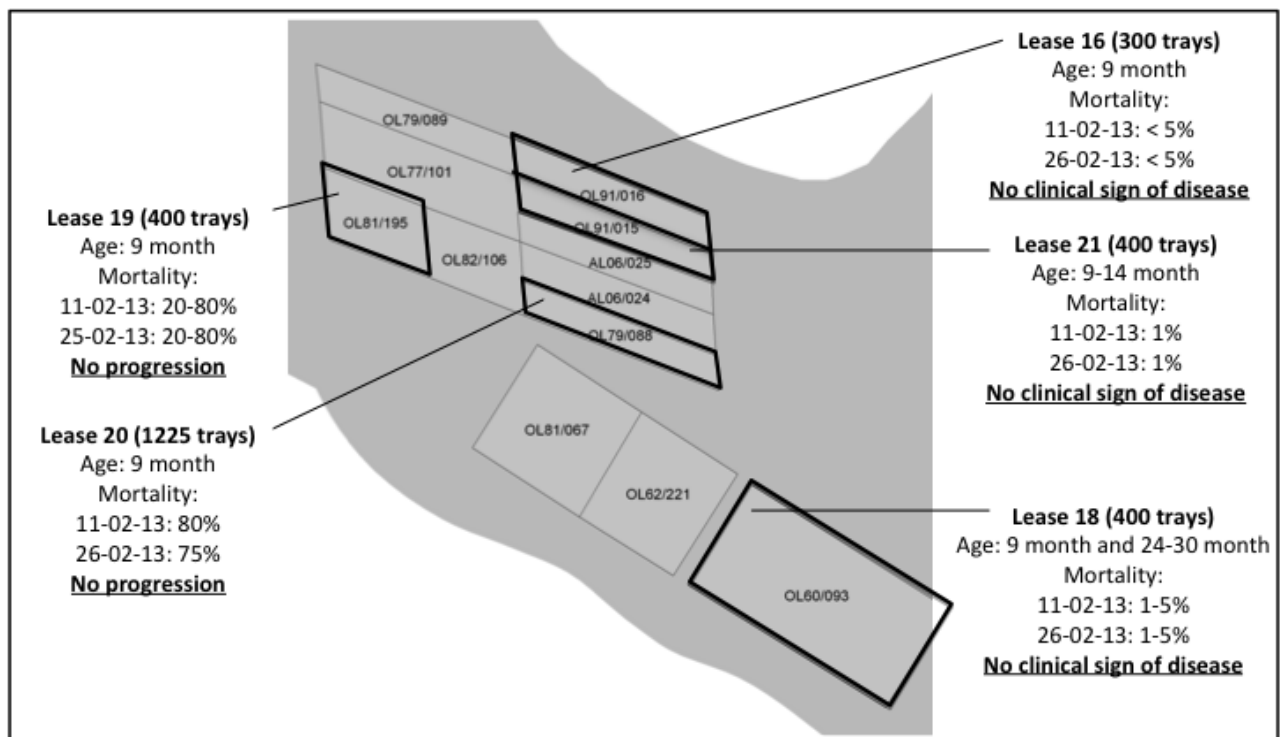 Lease 16 (300 trays)
Age: 9 month
Mortality:
11-02-13: < 5%
26-02-13: < 5%
No clinical sign of disease
Lease 21 (400 trays)
Age: 9-14 month
Mortality:
11-02-13: 1%
26-02-13: 1%
No clinical sign of disease
Lease 18 (400 trays)
Age: 9 month and 24-30 month
Mortality:
11-02-13: 1-5%
26-02-13: 1-5%
No clinical sign of disease
Lease 19 (400 trays)
Age: 9 month
Mortality:
11-02-13: 20-80%
25-02-13: 20-80%
No progression
Lease 20 (1225 trays)
Age: 9 month
Mortality:
11-02-13: 80%
26-02-13: 75%
No progression
OL79/089
OL77/101
OL81/195
OL82/106
OL91/016
OL91/015
AL06/025
AL06/024
OL79/088
OL81/067
OL62/221
OL60/093